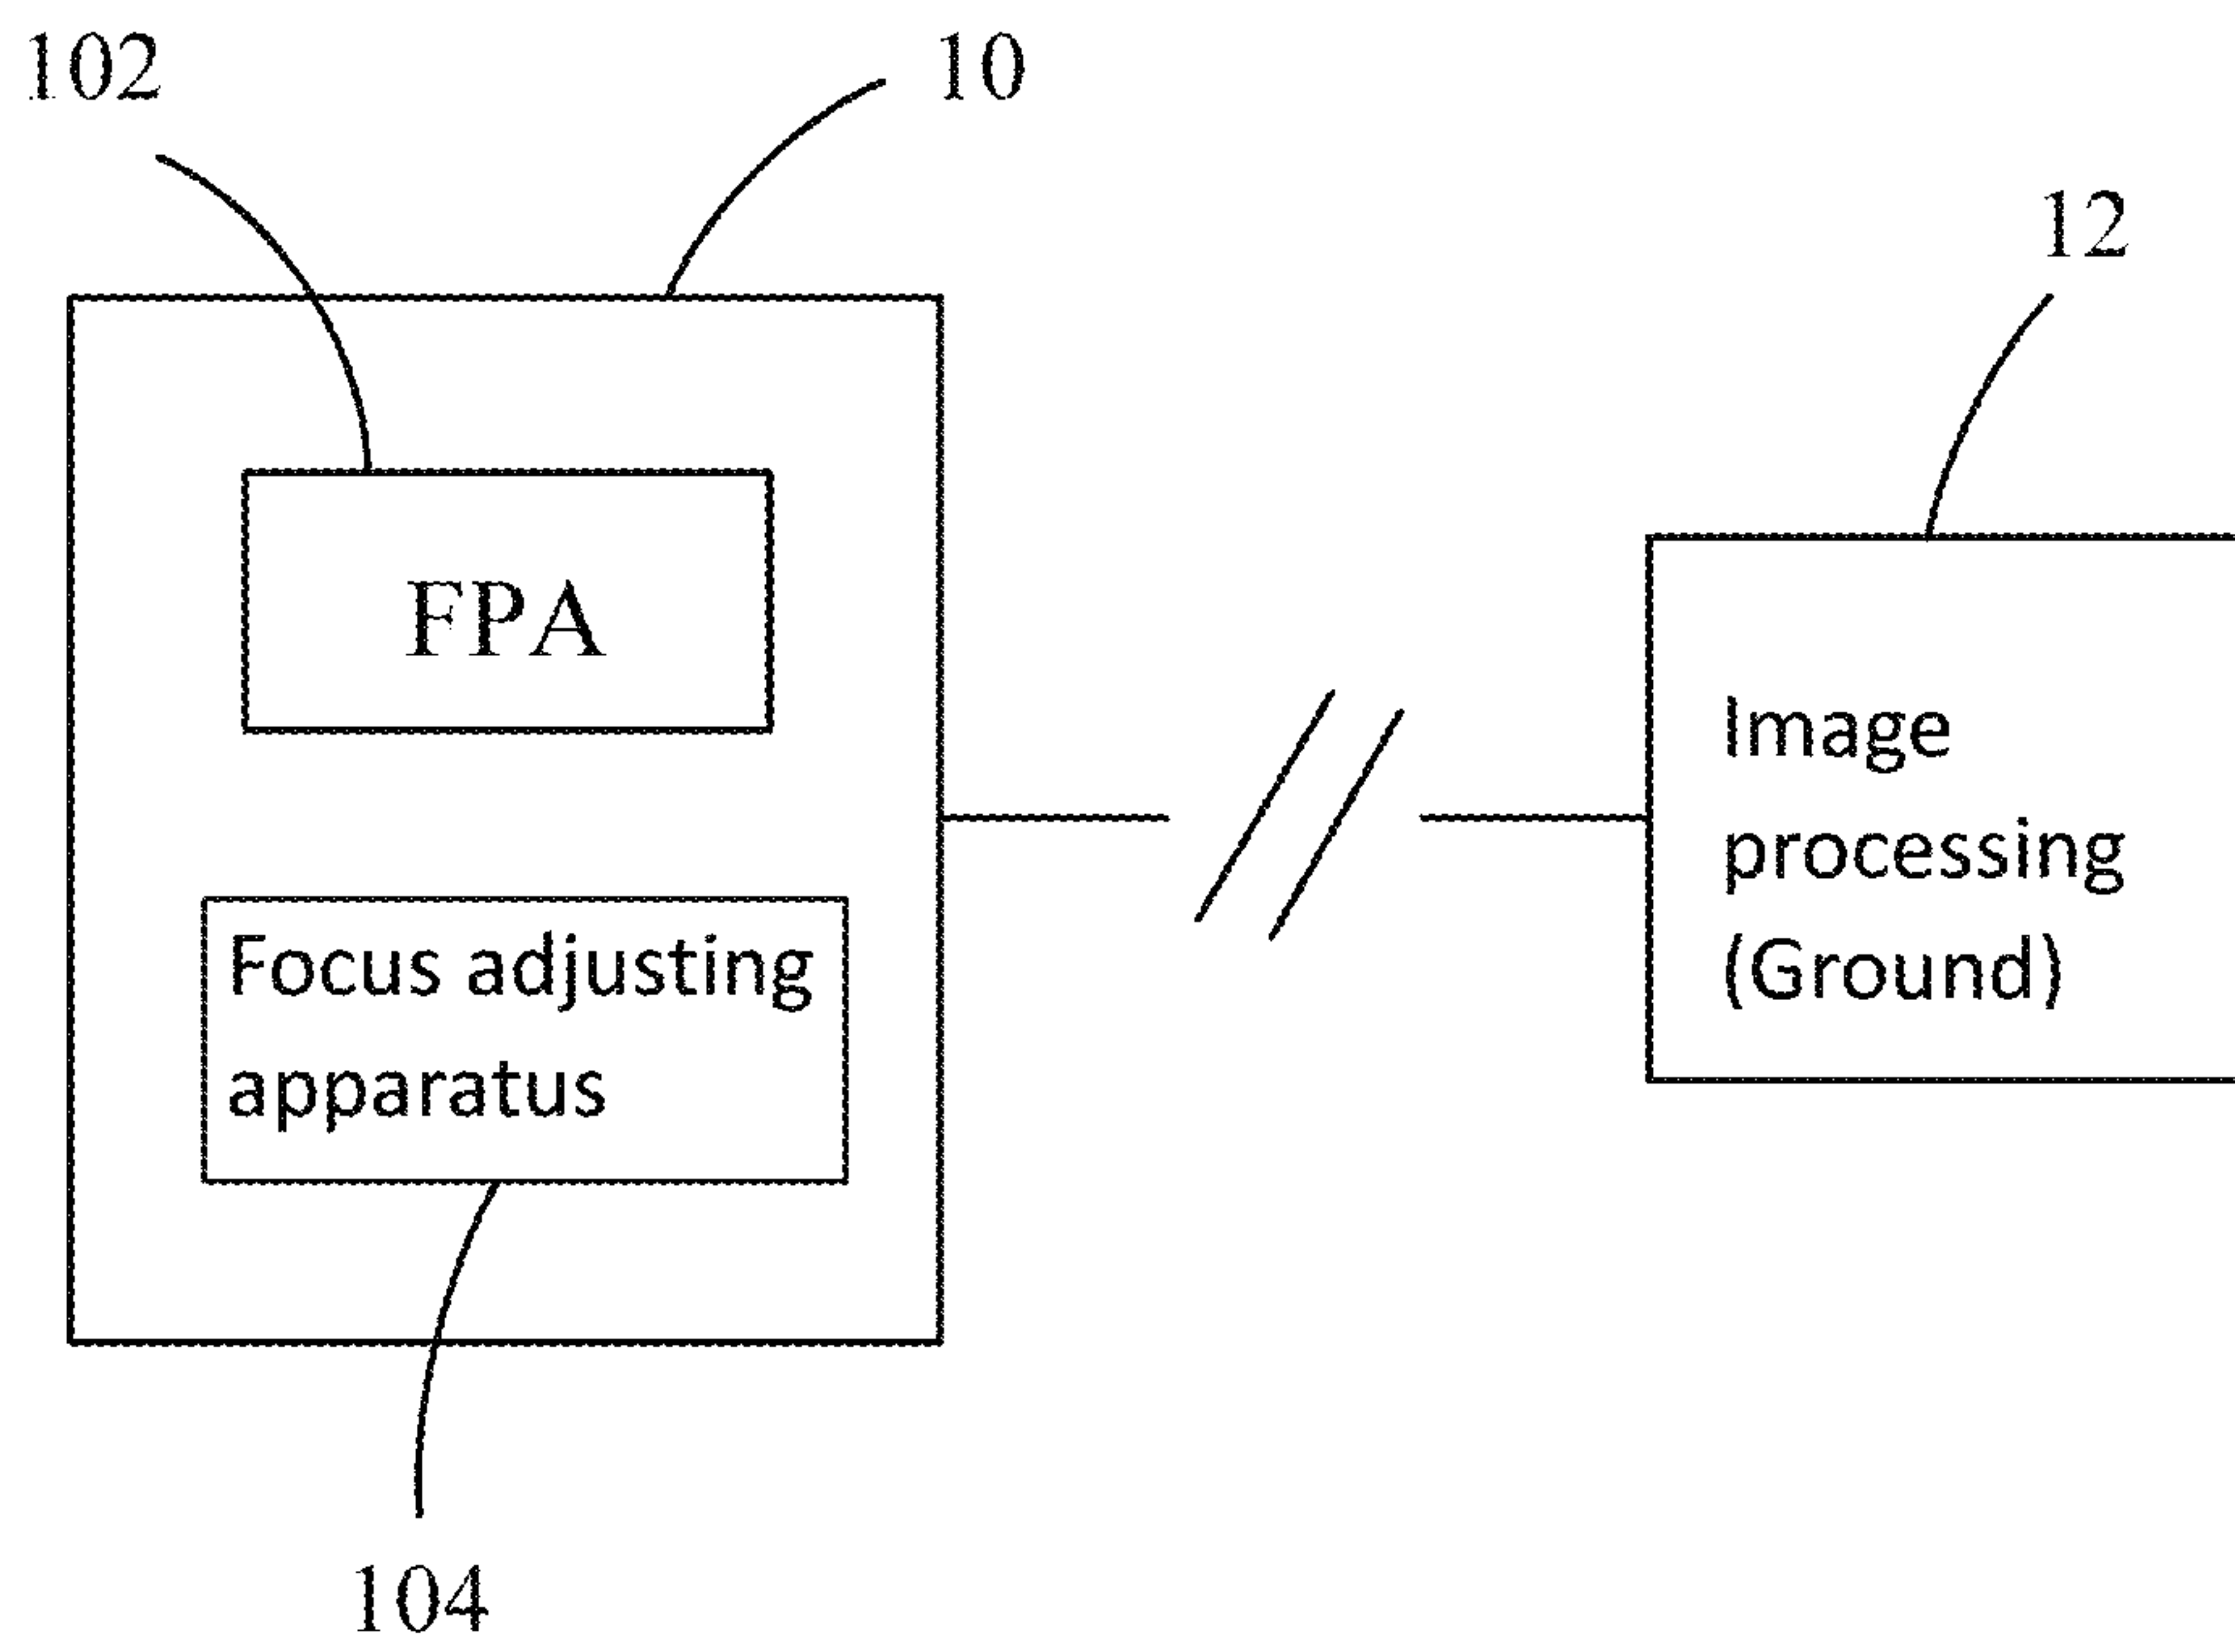 102
10
12
FPA
Image
processing
(Ground)
Focus adjusting
apparatus
104